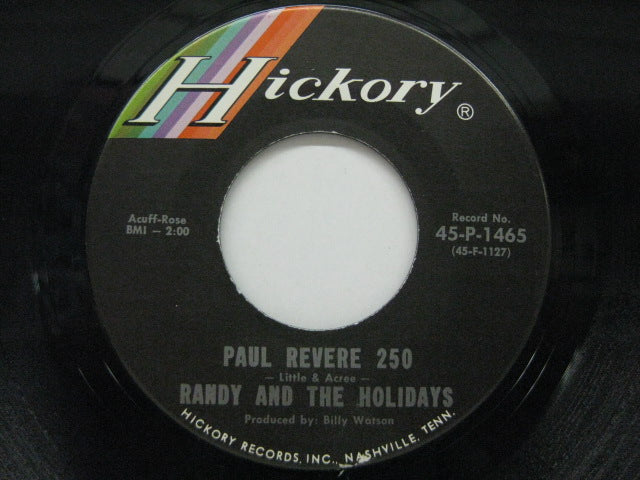 Hickory ®
Acuff-Rose
BMI - 2:00
Record No.
45-P-1465
(45-F-1127)
PAUL REVERE 250
- Little & Acree -
RANDY AND THE HOLIDAYS
Produced by: Billy Watson
HICKORY RECORDS, INC., NASHVILLE, TENN.